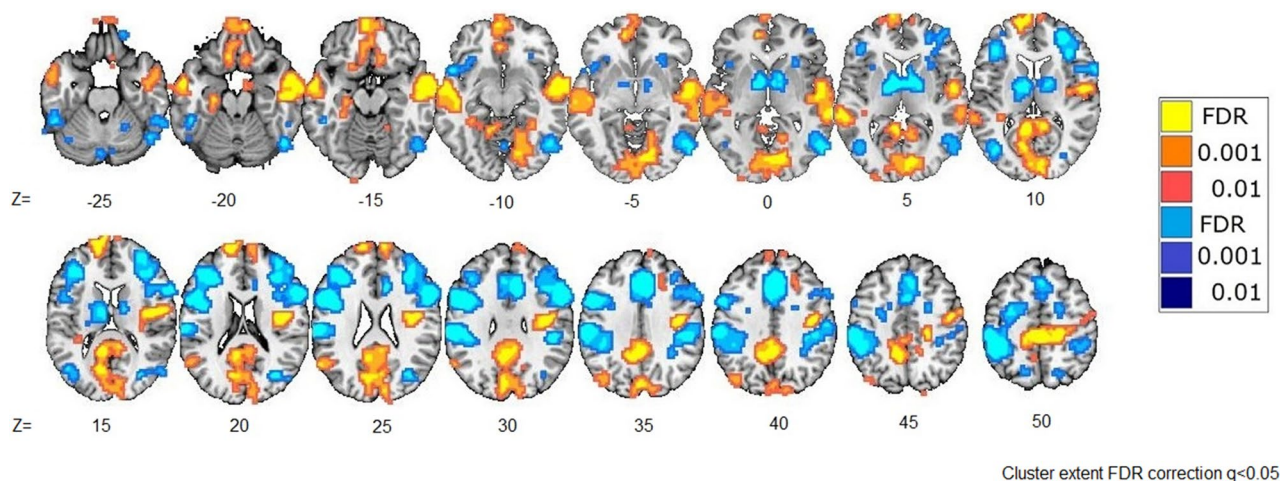 Z= -25 -20 -15 -10 -5 0 5 10
Z= 15 20 25 30 35 40 45 50
FDR
0.001
0.01
FDR
0.001
0.01
Cluster extent FDR correction q<0.05